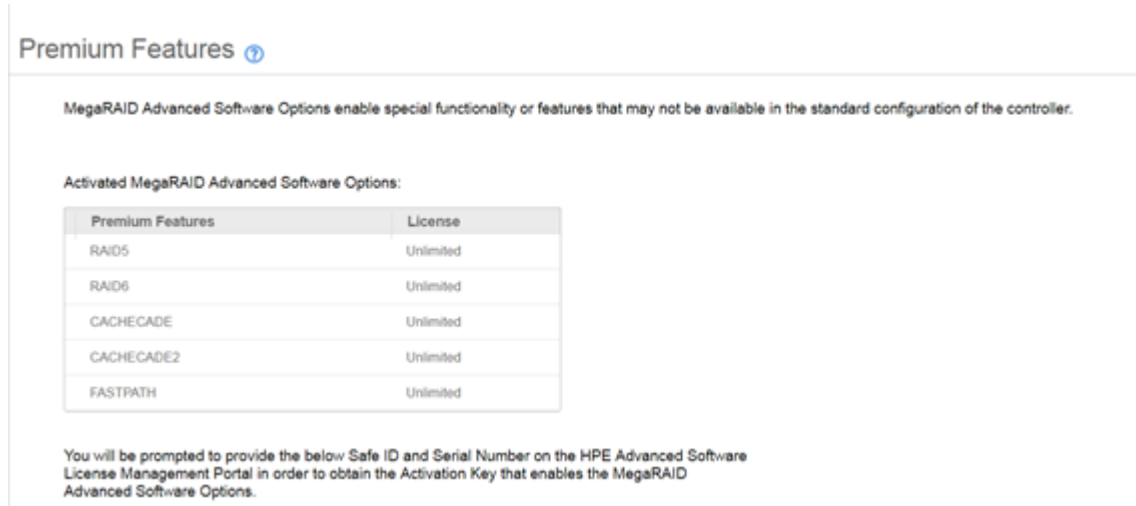 Premium Features ?
MegaRAID Advanced Software Options enable special functionality or features that may not be available in the standard configuration of the controller.
Activated MegaRAID Advanced Software Options:
Premium Features License
RAID5 Unlimited
RAID6 Unlimited
CACHECADE Unlimited
CACHECADE2 Unlimited
FASTPATH Unlimited
You will be prompted to provide the below Safe ID and Serial Number on the HPE Advanced Software
License Management Portal in order to obtain the Activation Key that enables the MegaRAID
Advanced Software Options.